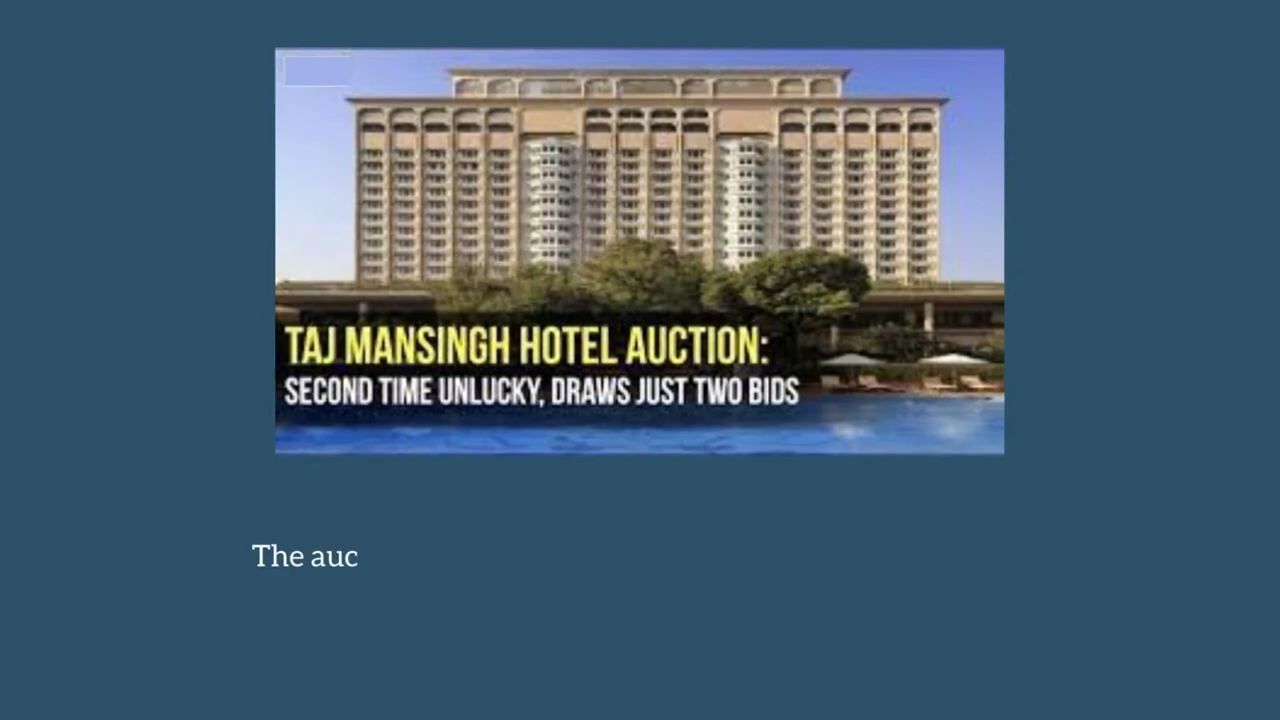 TAJ MANSINGH HOTEL AUCTION:
SECOND TIME UNLUCKY, DRAWS JUST TWO BIDS
The auc